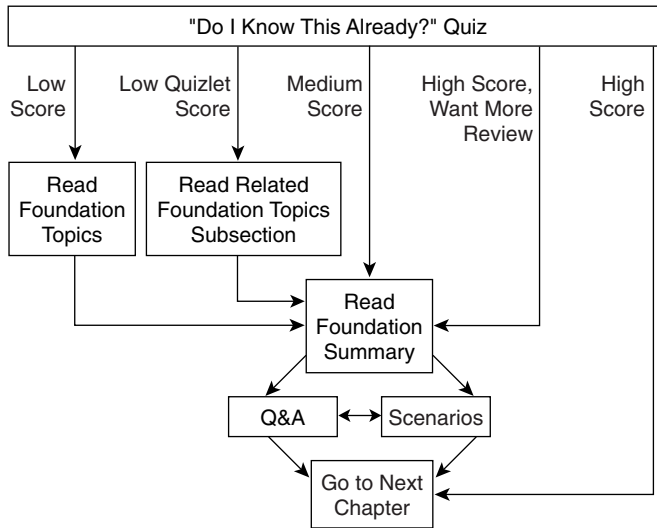 "Do I Know This Already?" Quiz
Low
Score
Low Quizlet
Score
Medium
Score
High Score,
Want More
Review
High
Score
Read
Foundation
Topics
Read Related
Foundation Topics
Subsection
Read
Foundation
Summary
Q&A
Scenarios
Go to Next
Chapter